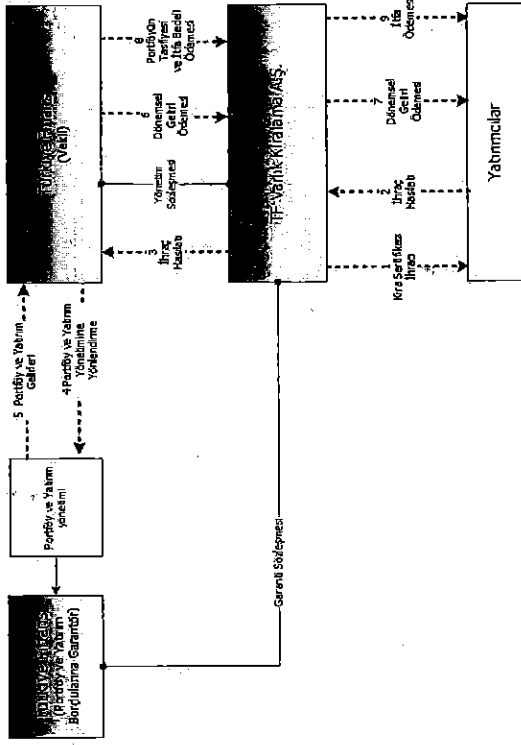 Türkiye Finans
(Portföy ve Yatırım
Borçlularına Garantör)
Portföy ve Yatırım
yönetimi
5 Portföy ve Yatırım
Gelirleri
4 Portföy ve Yatırım
Yönetimine
Yönlendirme
Türkiye Finans
(Vekil)
3
İhraç
Hasılatı
Yönetim
Sözleşmesi
6
Dönemsel
Getiri
Ödemesi
8
Portföyün
Tasfiyesi
ve İtfa Bedeli
Ödemesi
Garanti Sözleşmesi
TF Varlık Kiralama A.Ş.
1
Kira Sertifikası
İhracı
2
İhraç
Hasılatı
7
Dönemsel
Getiri
Ödemesi
9
İtfa
Ödemesi
Yatırımcılar